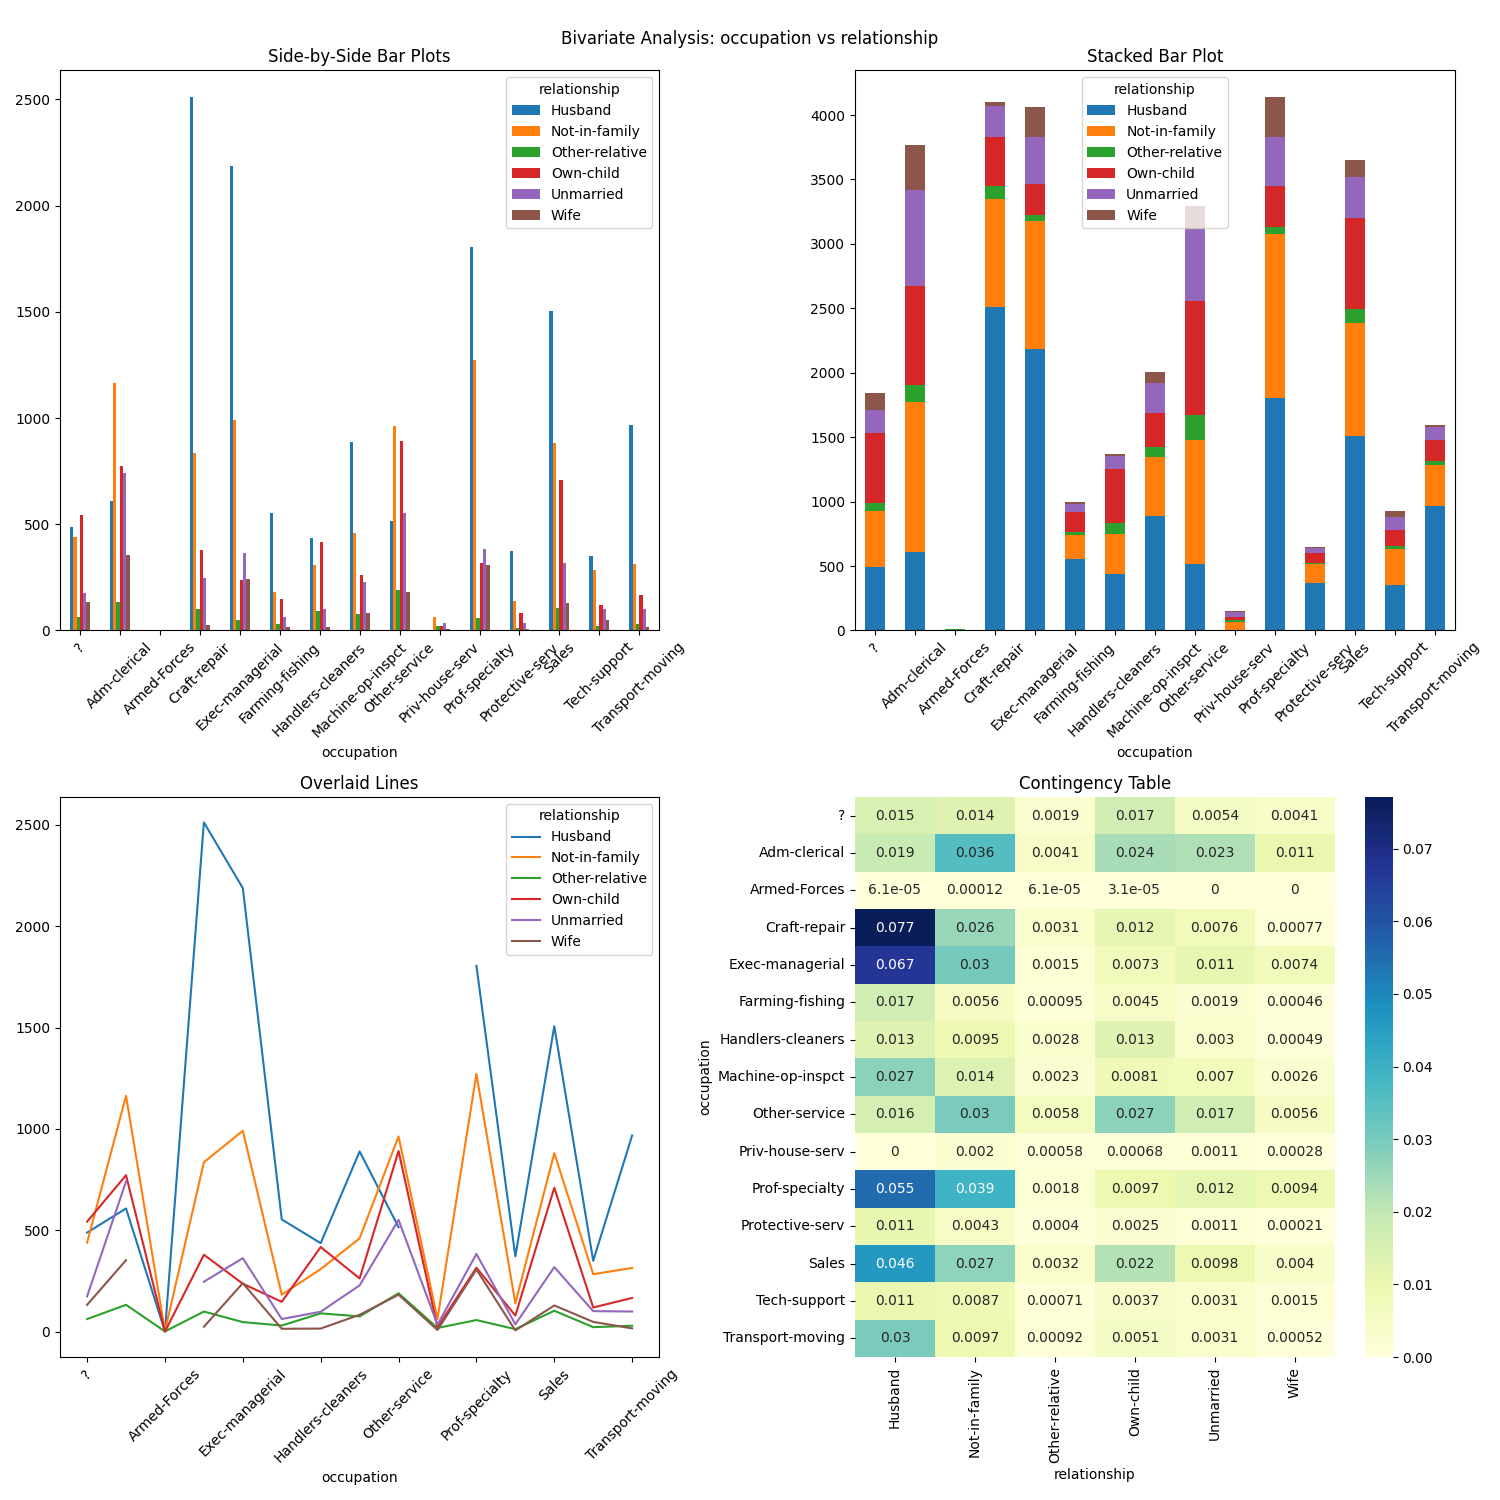 Bivariate Analysis: occupation vs relationship
Side-by-Side Bar Plots
relationship
Husband
Not-in-family
Other-relative
Own-child
Unmarried
Wife
2500
2000
1500
1000
500
0
?
Adm-clerical
Armed-Forces
Craft-repair
Exec-managerial
Farming-fishing
Handlers-cleaners
Machine-op-inspct
Other-service
Priv-house-serv
Prof-specialty
Protective-serv
Sales
Tech-support
Transport-moving
occupation
Stacked Bar Plot
relationship
Husband
Not-in-family
Other-relative
Own-child
Unmarried
Wife
4000
3500
3000
2500
2000
1500
1000
500
0
?
Adm-clerical
Armed-Forces
Craft-repair
Exec-managerial
Farming-fishing
Handlers-cleaners
Machine-op-inspct
Other-service
Priv-house-serv
Prof-specialty
Protective-serv
Sales
Tech-support
Transport-moving
occupation
Overlaid Lines
relationship
Husband
Not-in-family
Other-relative
Own-child
Unmarried
Wife
2500
2000
1500
1000
500
0
?
Armed-Forces
Exec-managerial
Handlers-cleaners
Other-service
Prof-specialty
Sales
Transport-moving
occupation
Contingency Table
occupation
? 0.015 0.014 0.0019 0.017 0.0054 0.0041
Adm-clerical 0.019 0.036 0.0041 0.024 0.023 0.011
Armed-Forces 6.1e-05 0.00012 6.1e-05 3.1e-05 0 0
Craft-repair 0.077 0.026 0.0031 0.012 0.0076 0.00077
Exec-managerial 0.067 0.03 0.0015 0.0073 0.011 0.0074
Farming-fishing 0.017 0.0056 0.00095 0.0045 0.0019 0.00046
Handlers-cleaners 0.013 0.0095 0.0028 0.013 0.003 0.00049
Machine-op-inspct 0.027 0.014 0.0023 0.0081 0.007 0.0026
Other-service 0.016 0.03 0.0058 0.027 0.017 0.0056
Priv-house-serv 0 0.002 0.00058 0.00068 0.0011 0.00028
Prof-specialty 0.055 0.039 0.0018 0.0097 0.012 0.0094
Protective-serv 0.011 0.0043 0.0004 0.0025 0.0011 0.00021
Sales 0.046 0.027 0.0032 0.022 0.0098 0.004
Tech-support 0.011 0.0087 0.00071 0.0037 0.0031 0.0015
Transport-moving 0.03 0.0097 0.00092 0.0051 0.0031 0.00052
Husband
Not-in-family
Other-relative
Own-child
Unmarried
Wife
relationship
0.07
0.06
0.05
0.04
0.03
0.02
0.01
0.00